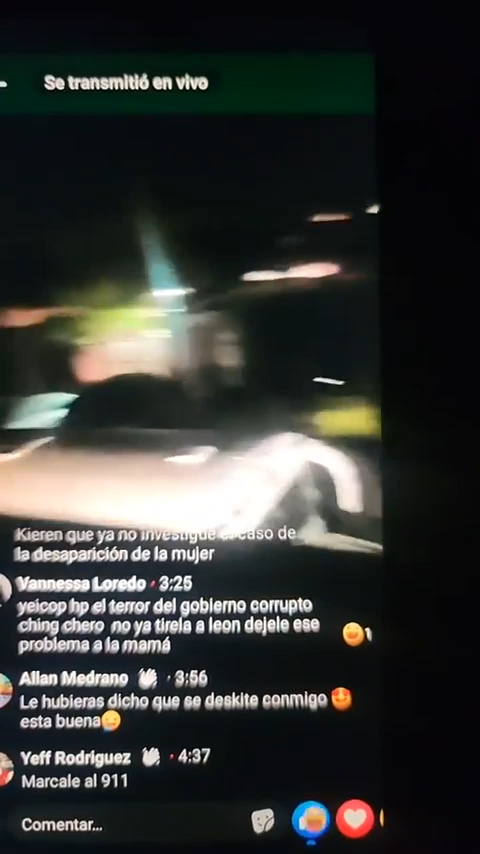 Se transmitió en vivo
Kieren que ya no investigue el caso de
la desaparición de la mujer
Vannessa Loredo • 3:25
yeicop hp el terror del gobierno corrupto
ching chero no ya tirela a leon dejele ese
problema a la mamá
1
Allan Medrano 👋 • 3:56
Le hubieras dicho que se deskite conmigo 🤩
esta buena😉
Yeff Rodriguez 👋 • 4:37
Marcale al 911
Comentar...